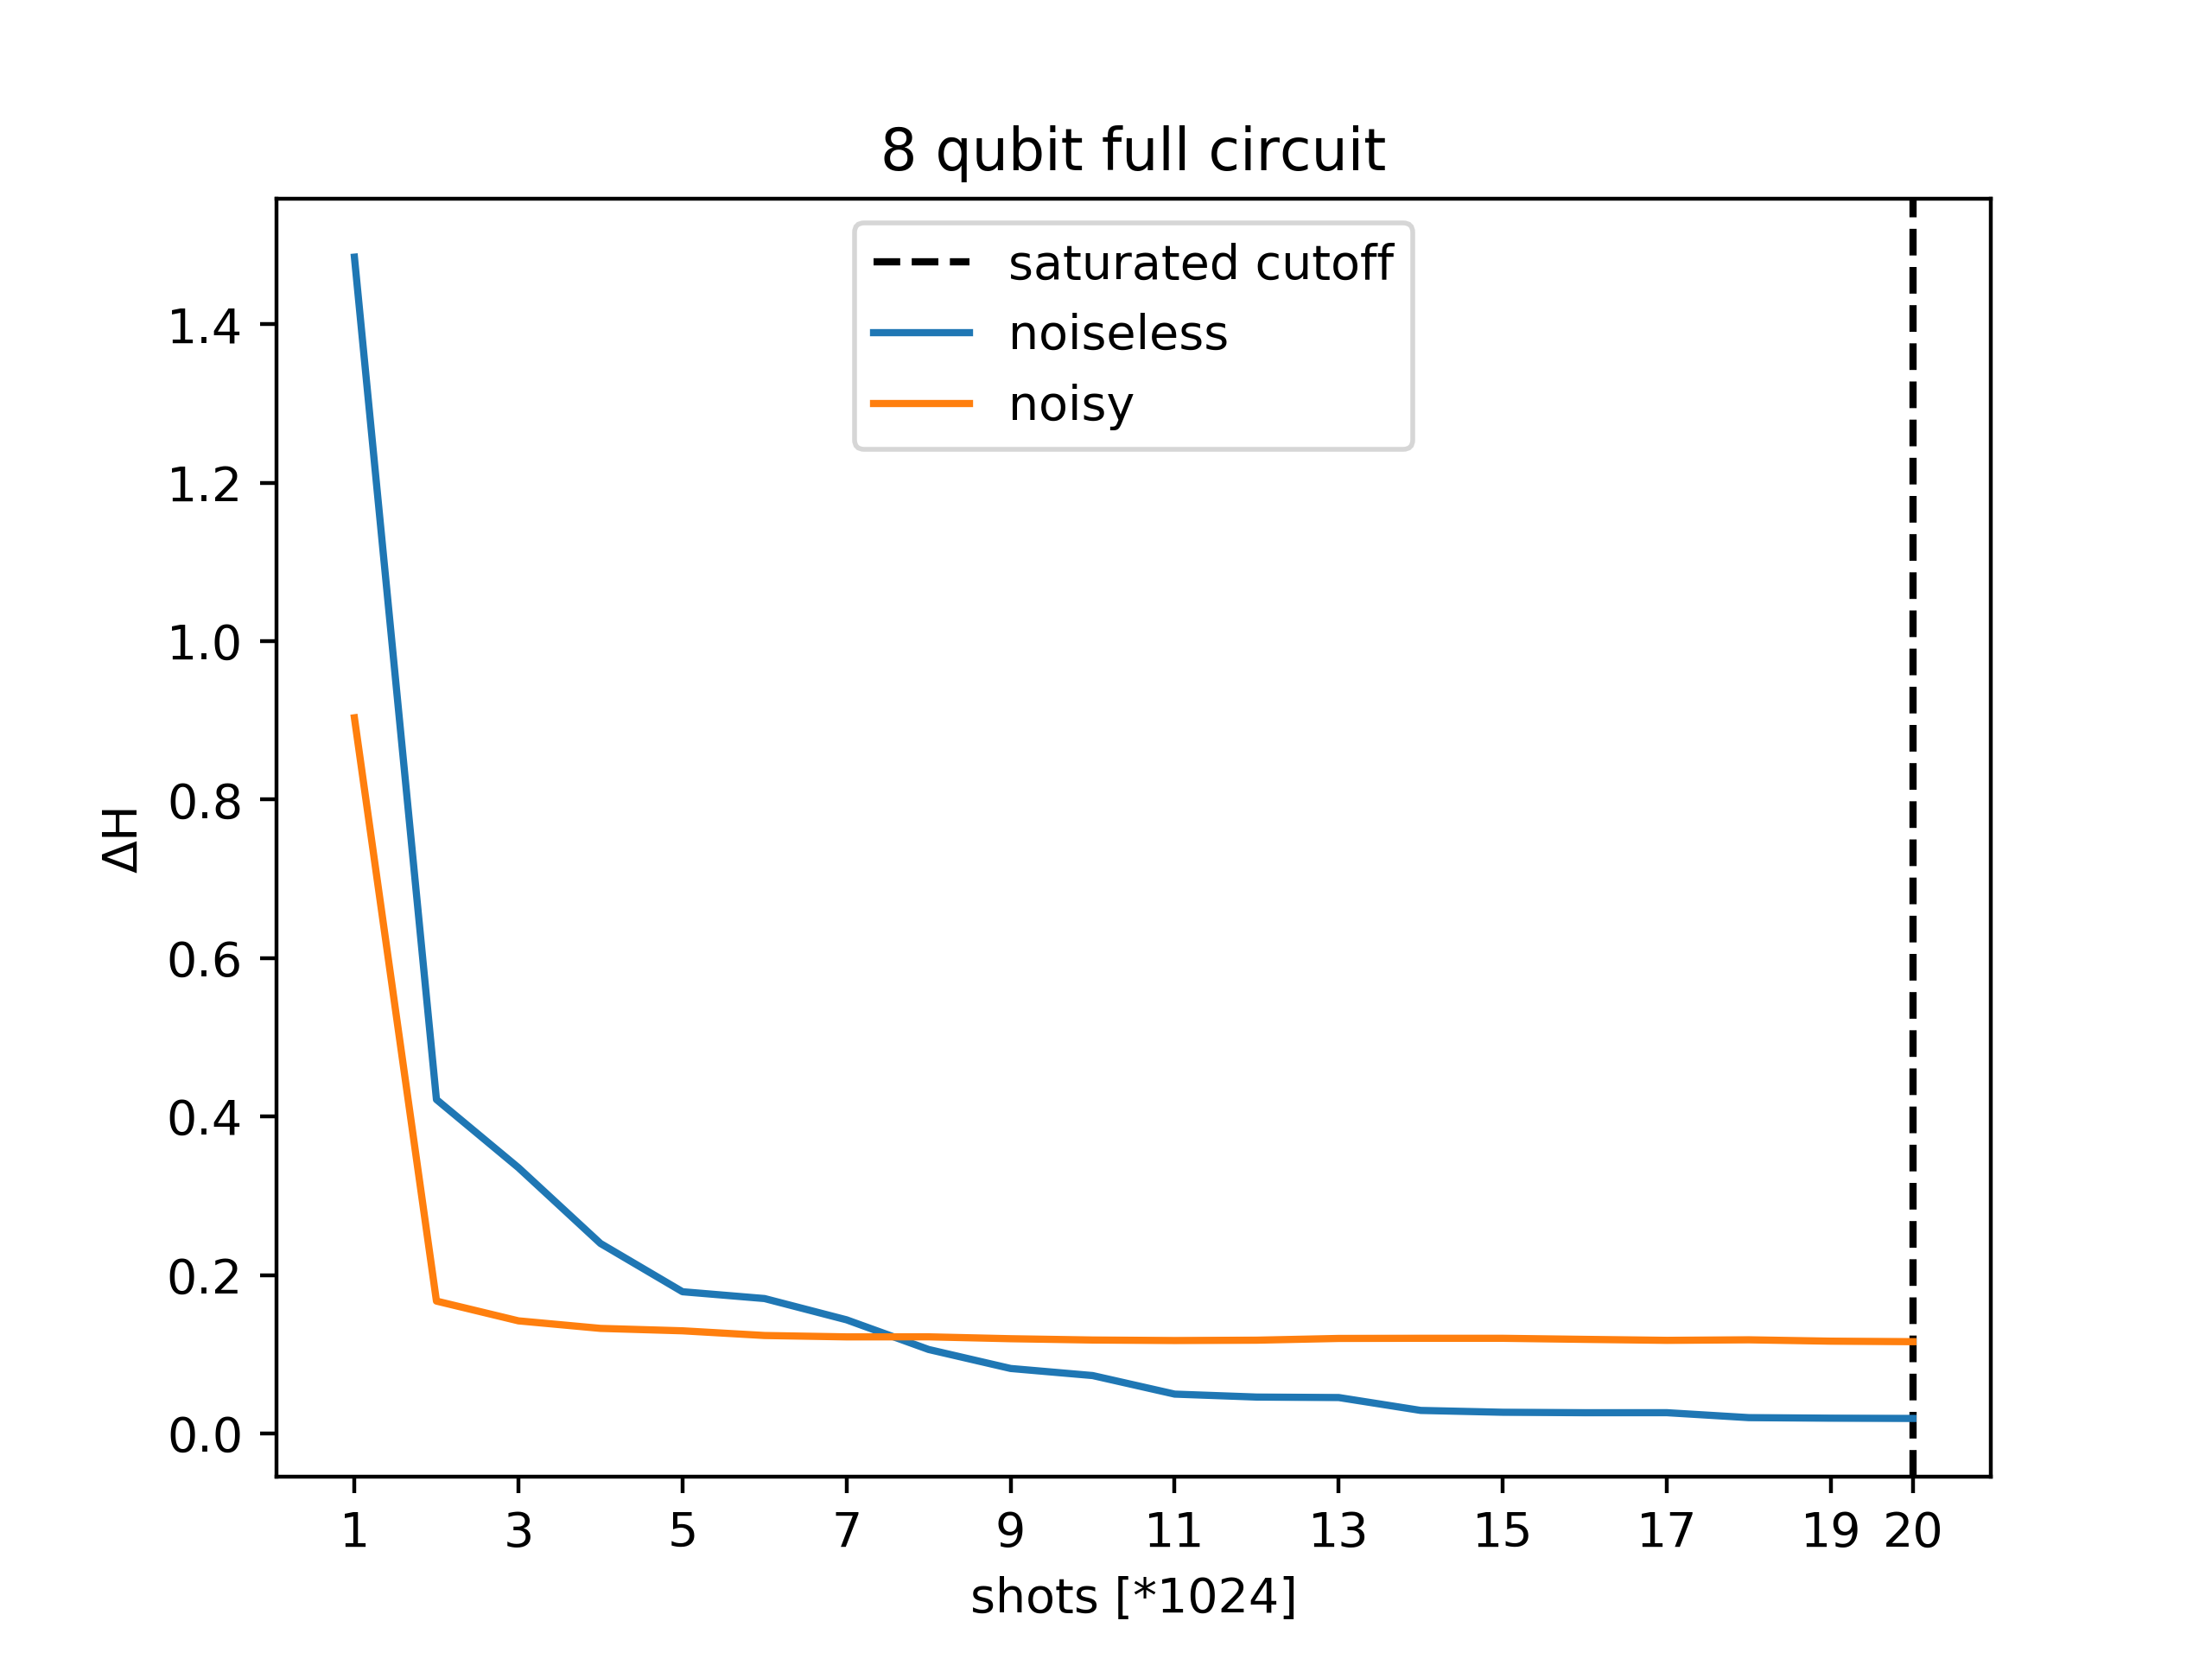 8 qubit full circuit
saturated cutoff
noiseless
noisy
ΔH
1.4
1.2
1.0
0.8
0.6
0.4
0.2
0.0
1 3 5 7 9 11 13 15 17 19 20
shots [*1024]